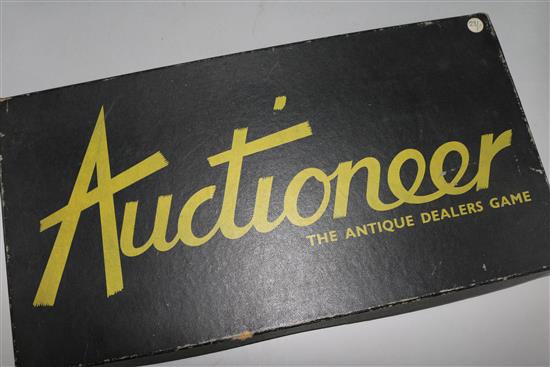 Auctioneer
THE ANTIQUE DEALERS GAME